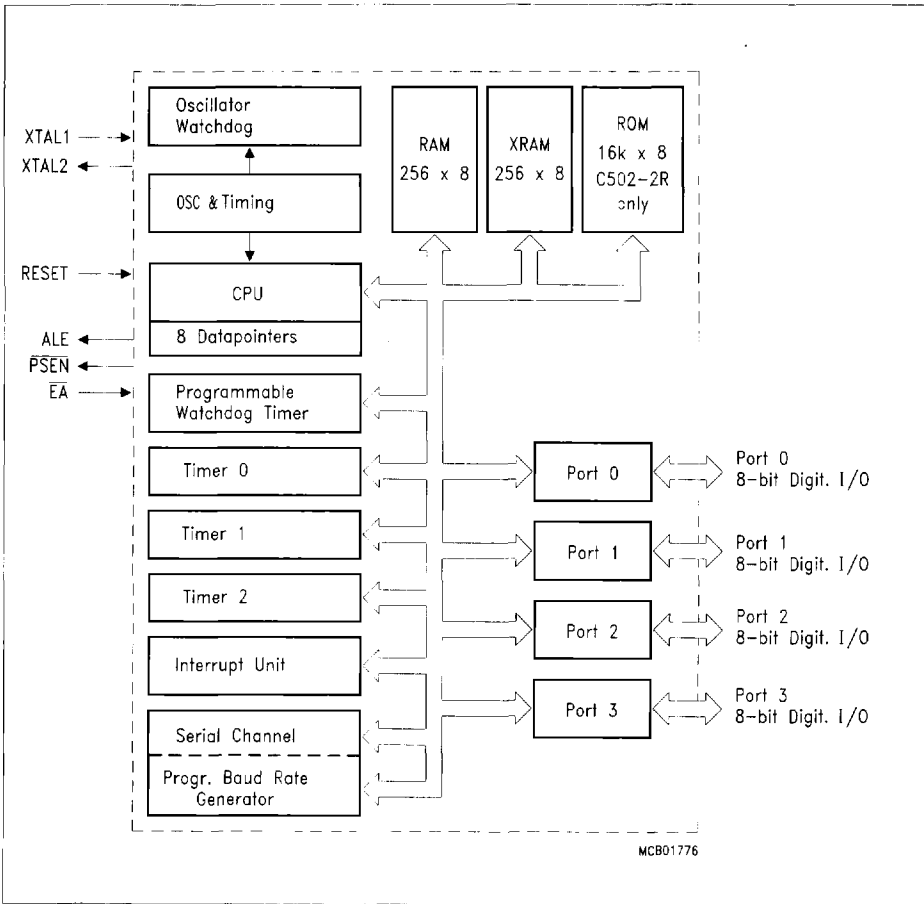 Oscillator
Watchdog
OSC & Timing
CPU
8 Datapointers
Programmable
Watchdog Timer
Timer 0
Timer 1
Timer 2
Interrupt Unit
Serial Channel
Progr. Baud Rate
Generator
XTAL1
XTAL2
RESET
ALE
PSEN
EA
RAM
256 x 8
XRAM
256 x 8
ROM
16k x 8
C502-2R
only
Port 0
Port 1
Port 2
Port 3
Port 0
8-bit Digit. I/O
Port 1
8-bit Digit. I/O
Port 2
8-bit Digit. I/O
Port 3
8-bit Digit. I/O
MCB01776